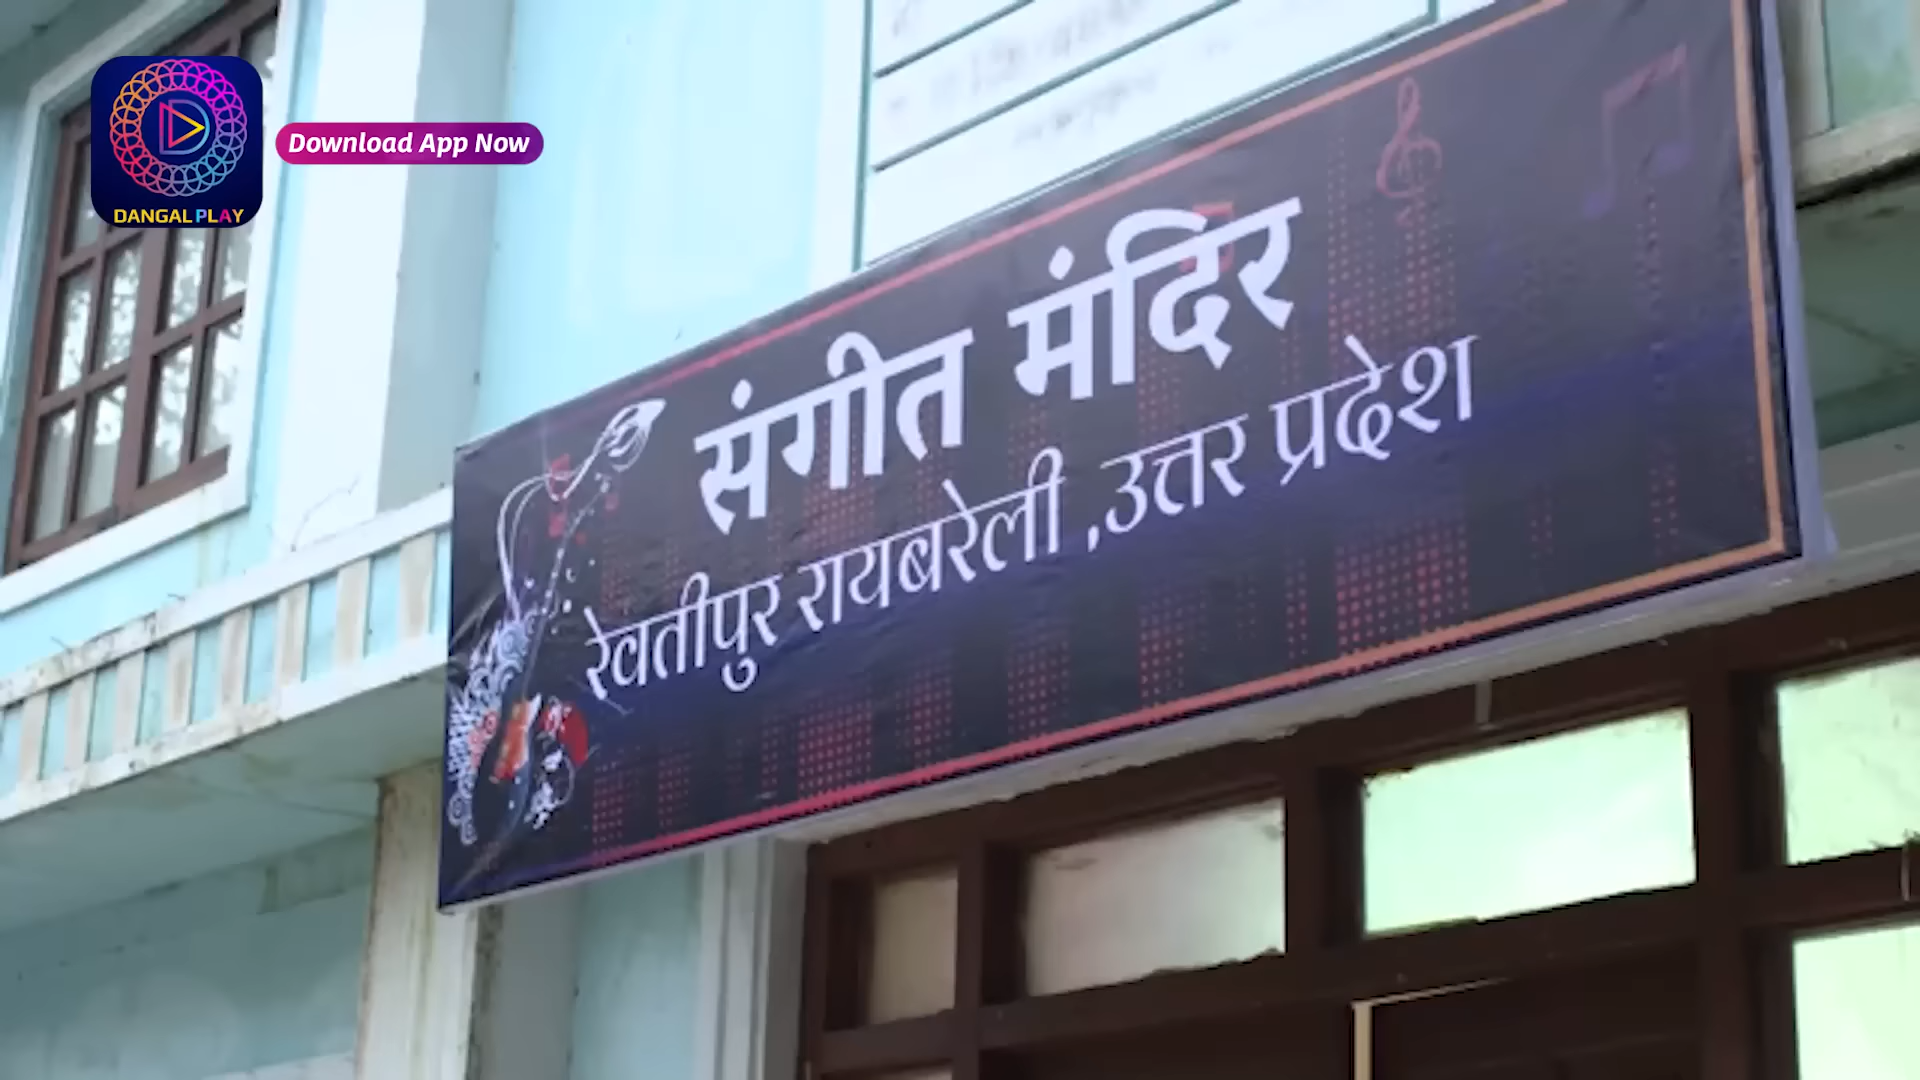 DANGAL PLAY
Download App Now
संगीत मंदिर
रेवतीपुर रायबरेली ,उत्तर प्रदेश